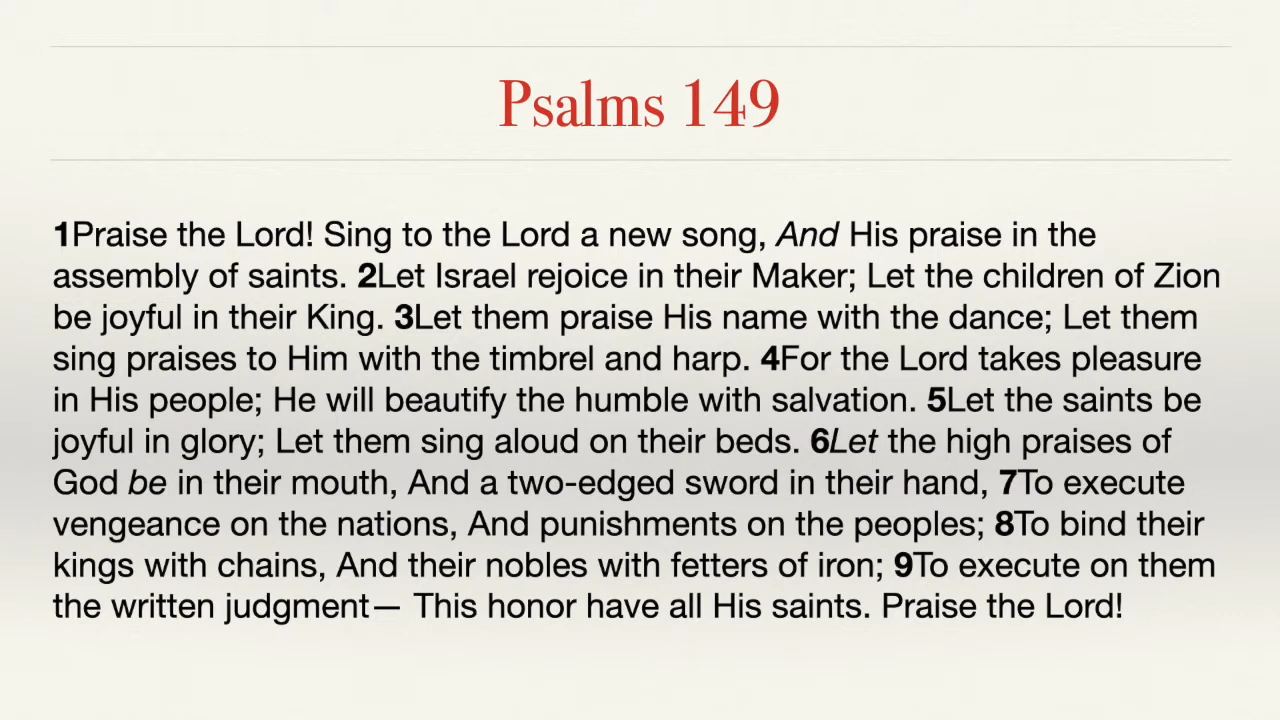 Psalms 149
1Praise the Lord! Sing to the Lord a new song, And His praise in the
assembly of saints. 2Let Israel rejoice in their Maker; Let the children of Zion
be joyful in their King. 3Let them praise His name with the dance; Let them
sing praises to Him with the timbrel and harp. 4For the Lord takes pleasure
in His people; He will beautify the humble with salvation. 5Let the saints be
joyful in glory; Let them sing aloud on their beds. 6Let the high praises of
God be in their mouth, And a two-edged sword in their hand, 7To execute
vengeance on the nations, And punishments on the peoples; 8To bind their
kings with chains, And their nobles with fetters of iron; 9To execute on them
the written judgment— This honor have all His saints. Praise the Lord!